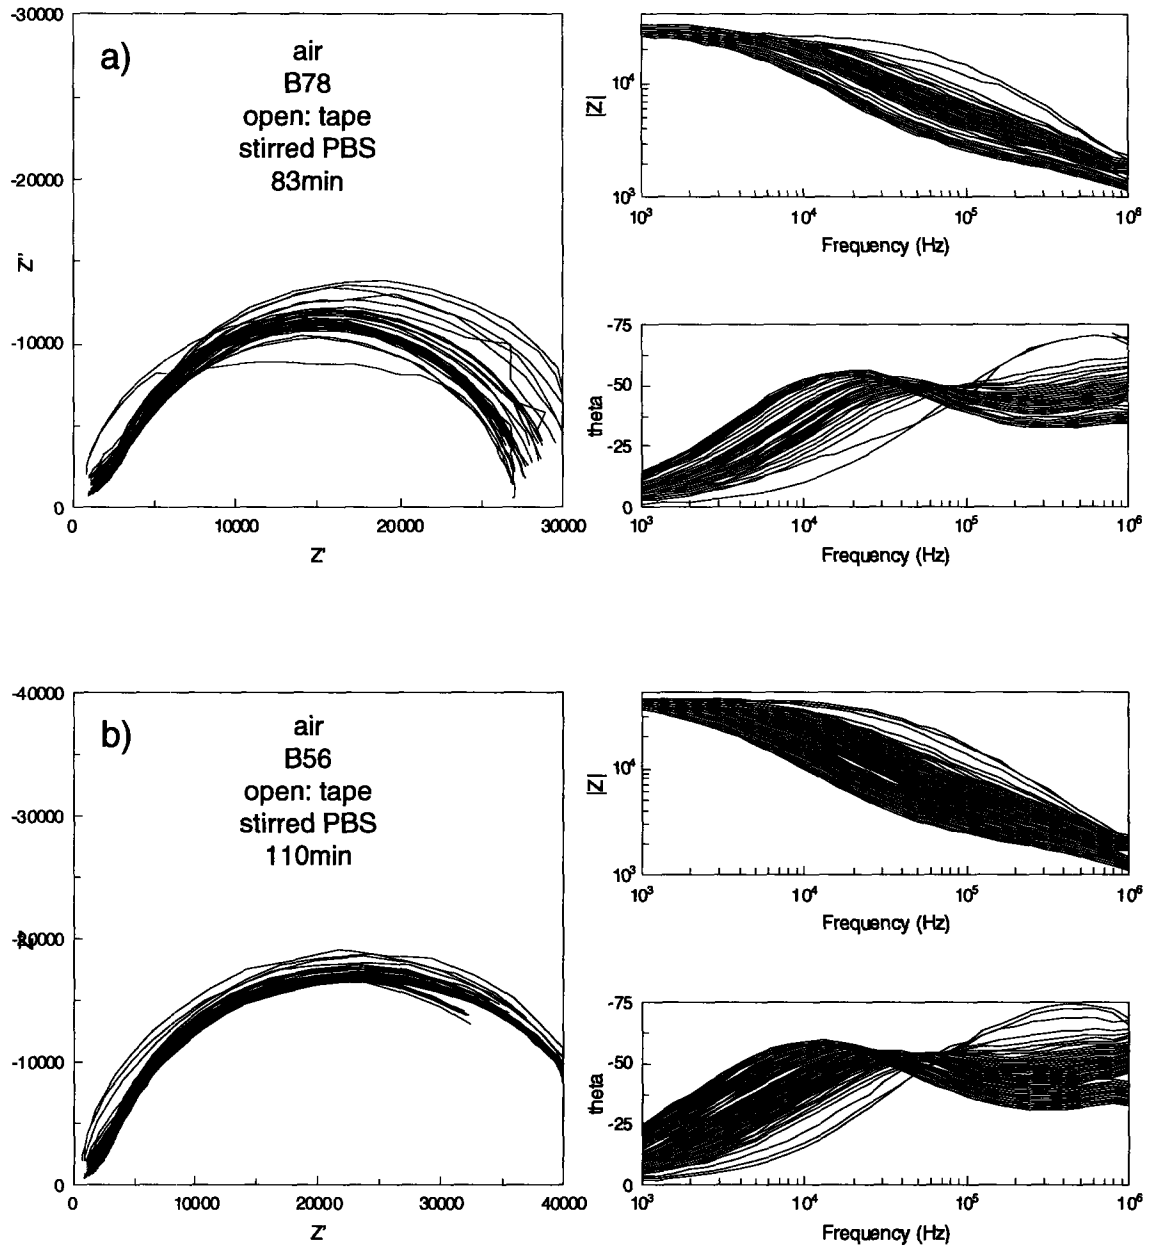 -30000
-20000
-10000
0
Z"
a)
air
B78
open: tape
stirred PBS
83min
0
10000
20000
30000
Z'
|Z|
10⁴
10³
10³
10⁴
10⁵
10⁶
Frequency (Hz)
theta
-75
-50
-25
0
10³
10⁴
10⁵
10⁶
Frequency (Hz)
-40000
-30000
-20000
-10000
0
b)
air
B56
open: tape
stirred PBS
110min
0
10000
20000
30000
40000
Z'
|Z|
10⁴
10³
10³
10⁴
10⁵
10⁶
Frequency (Hz)
theta
-75
-50
-25
0
10³
10⁴
10⁵
10⁶
Frequency (Hz)